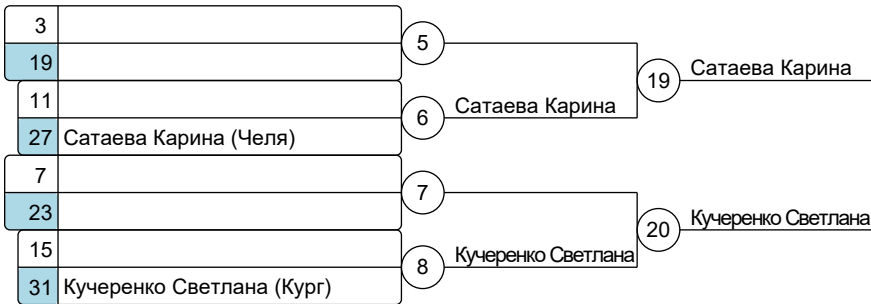 3
19
5
11
27 Сатаева Карина (Челя)
6 Сатаева Карина
19 Сатаева Карина
7
23
7
15
31 Кучеренко Светлана (Кург)
8 Кучеренко Светлана
20 Кучеренко Светлана